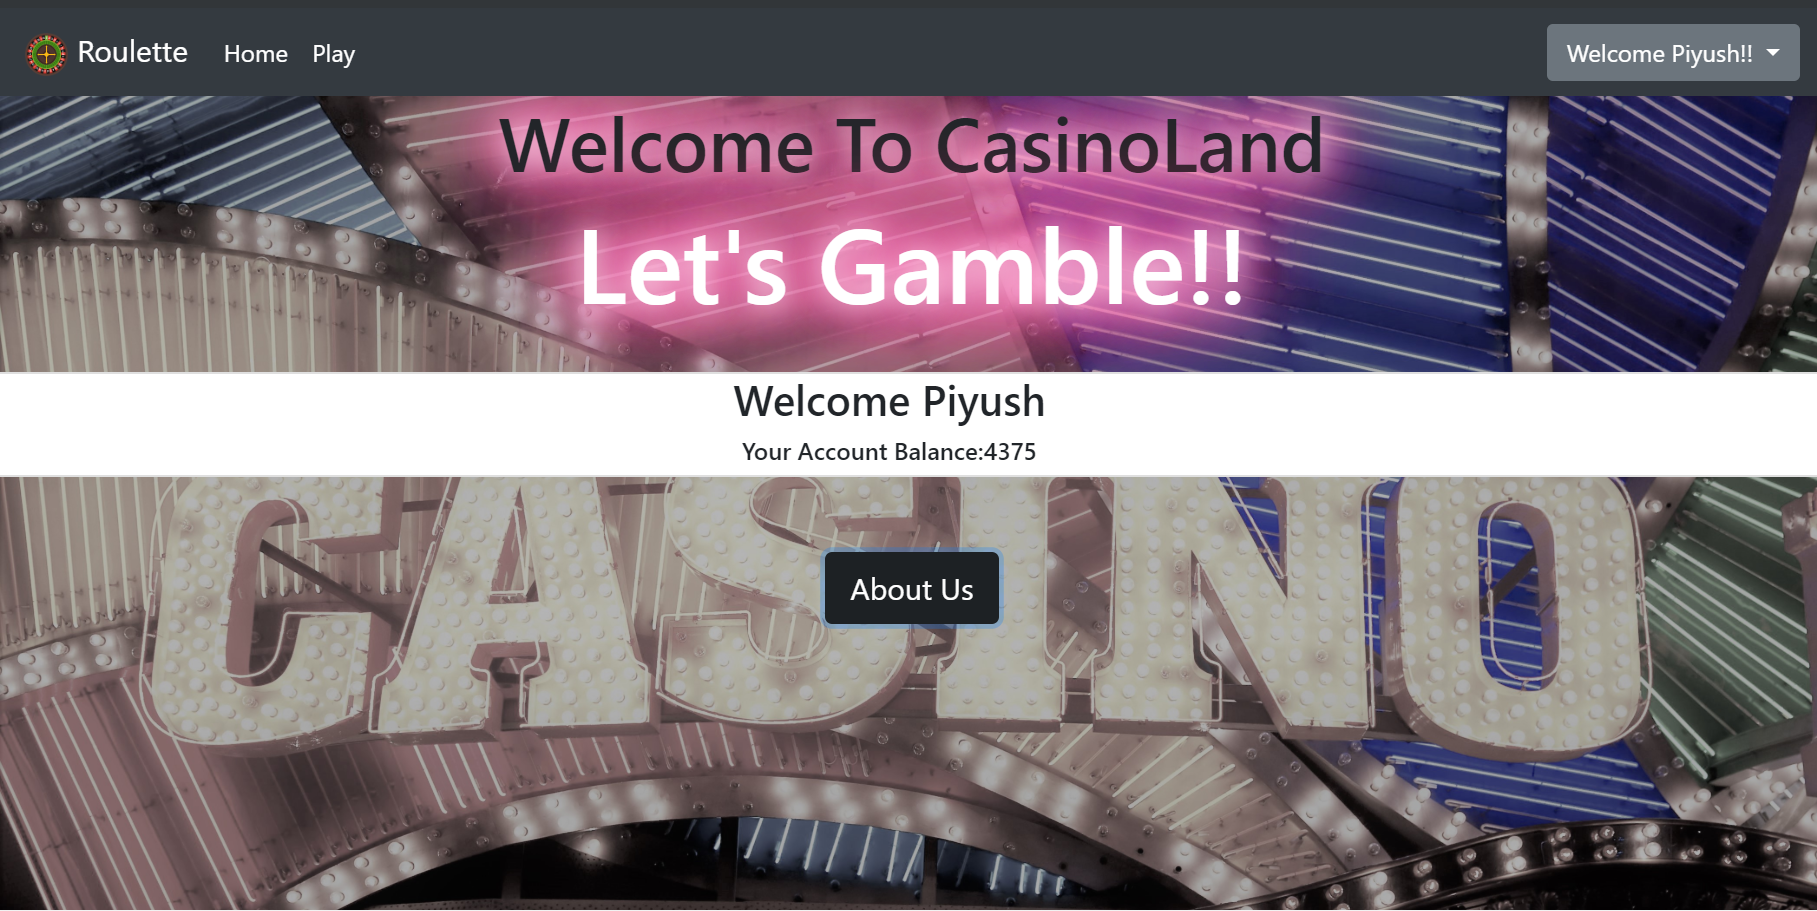 Roulette Home Play Welcome Piyush!!
Welcome To CasinoLand
Let's Gamble!!
Welcome Piyush
Your Account Balance:4375
CASINO
About Us